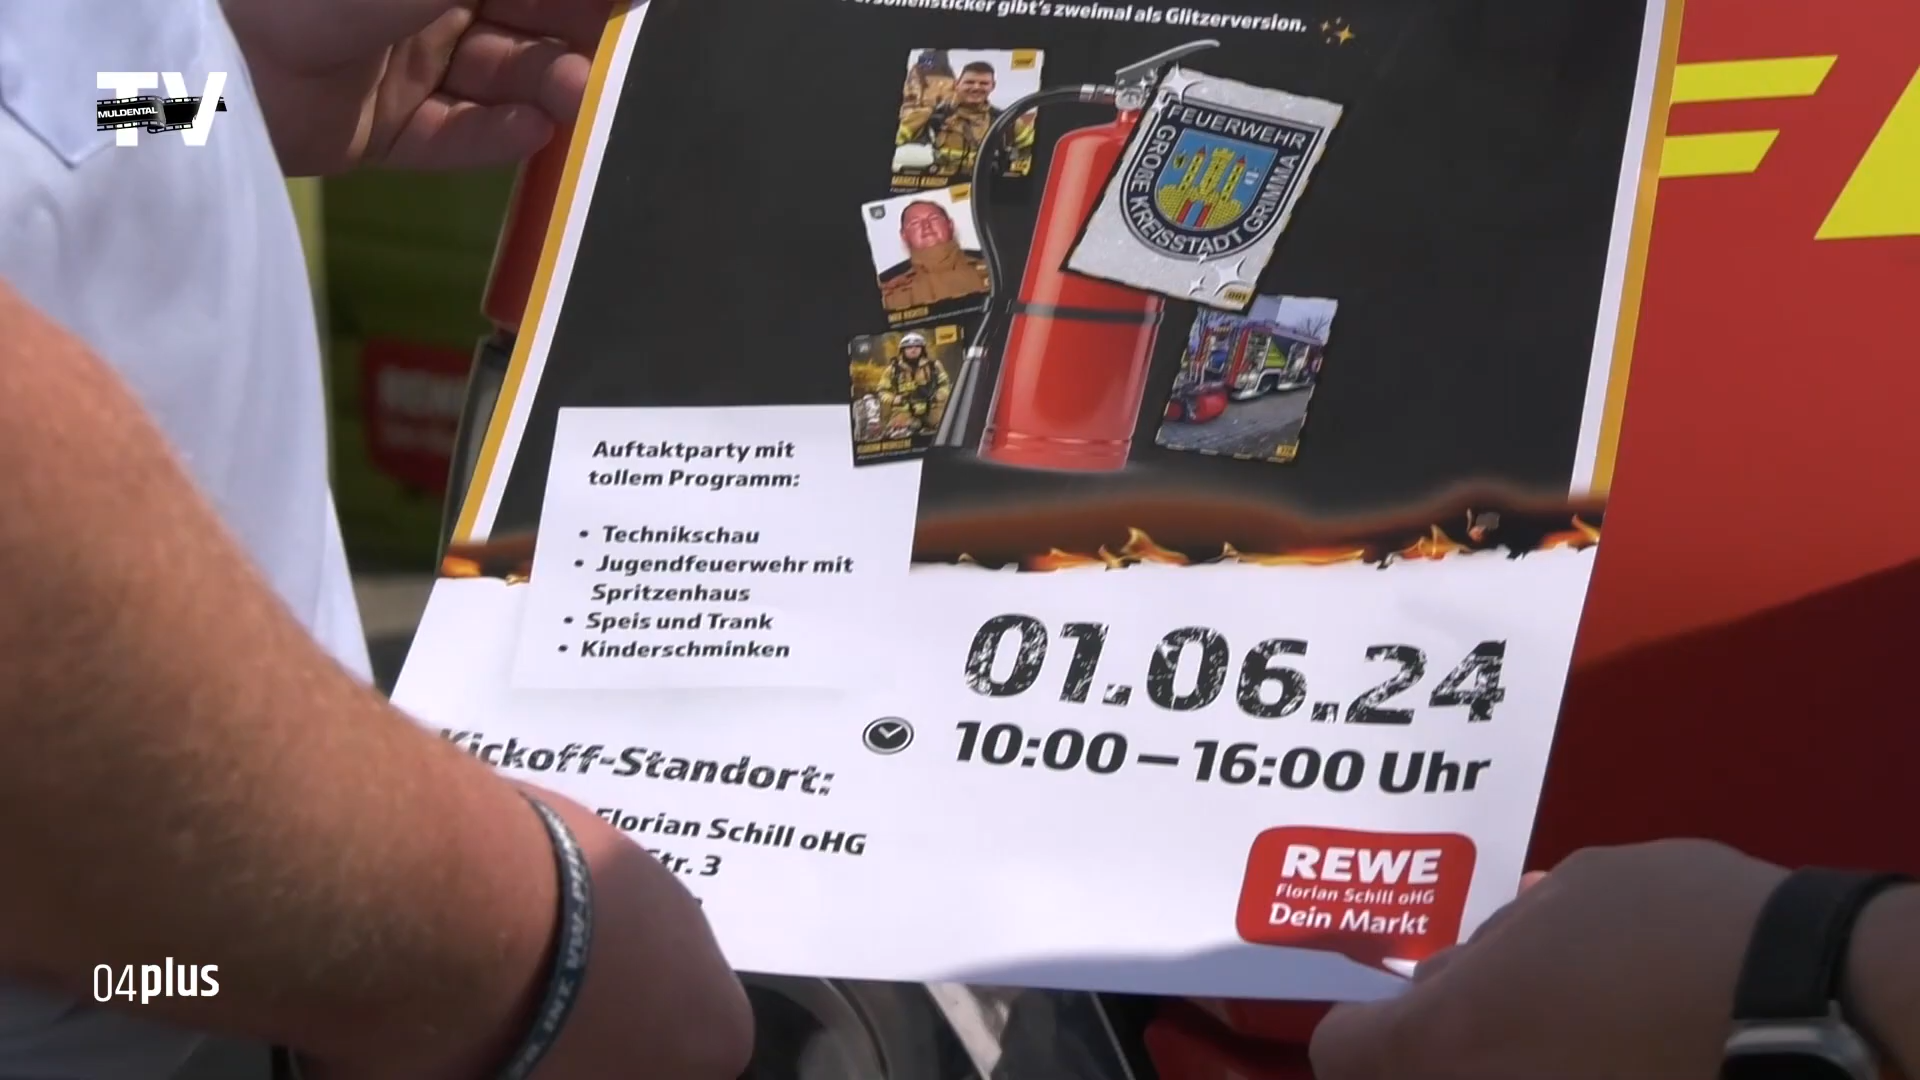 gibt's zweimal als Glitzerversion.
TV
MULDENTAL
FEUERWEHR
GROßE KREISSTADT GRIMMA
Auftaktparty mit
tollem Programm:
• Technikschau
• Jugendfeuerwehr mit
Spritzenhaus
• Speis und Trank
• Kinderschminken
01.06.24
10:00 – 16:00 Uhr
Kickoff-Standort:
Florian Schill oHG
Str. 3
REWE
Florian Schill oHG
Dein Markt
04plus